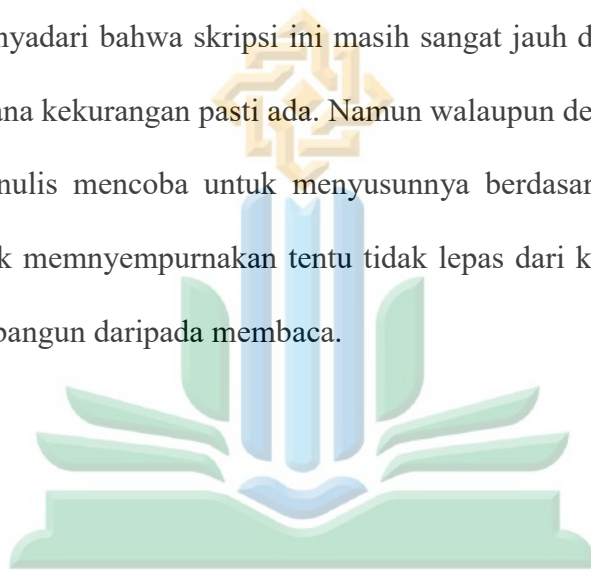 nyadari bahwa skripsi ini masih sangat jauh d
ana kekurangan pasti ada. Namun walaupun de
nulis mencoba untuk menyusunnya berdasar
k memnyempurnakan tentu tidak lepas dari k
bangun daripada membaca.